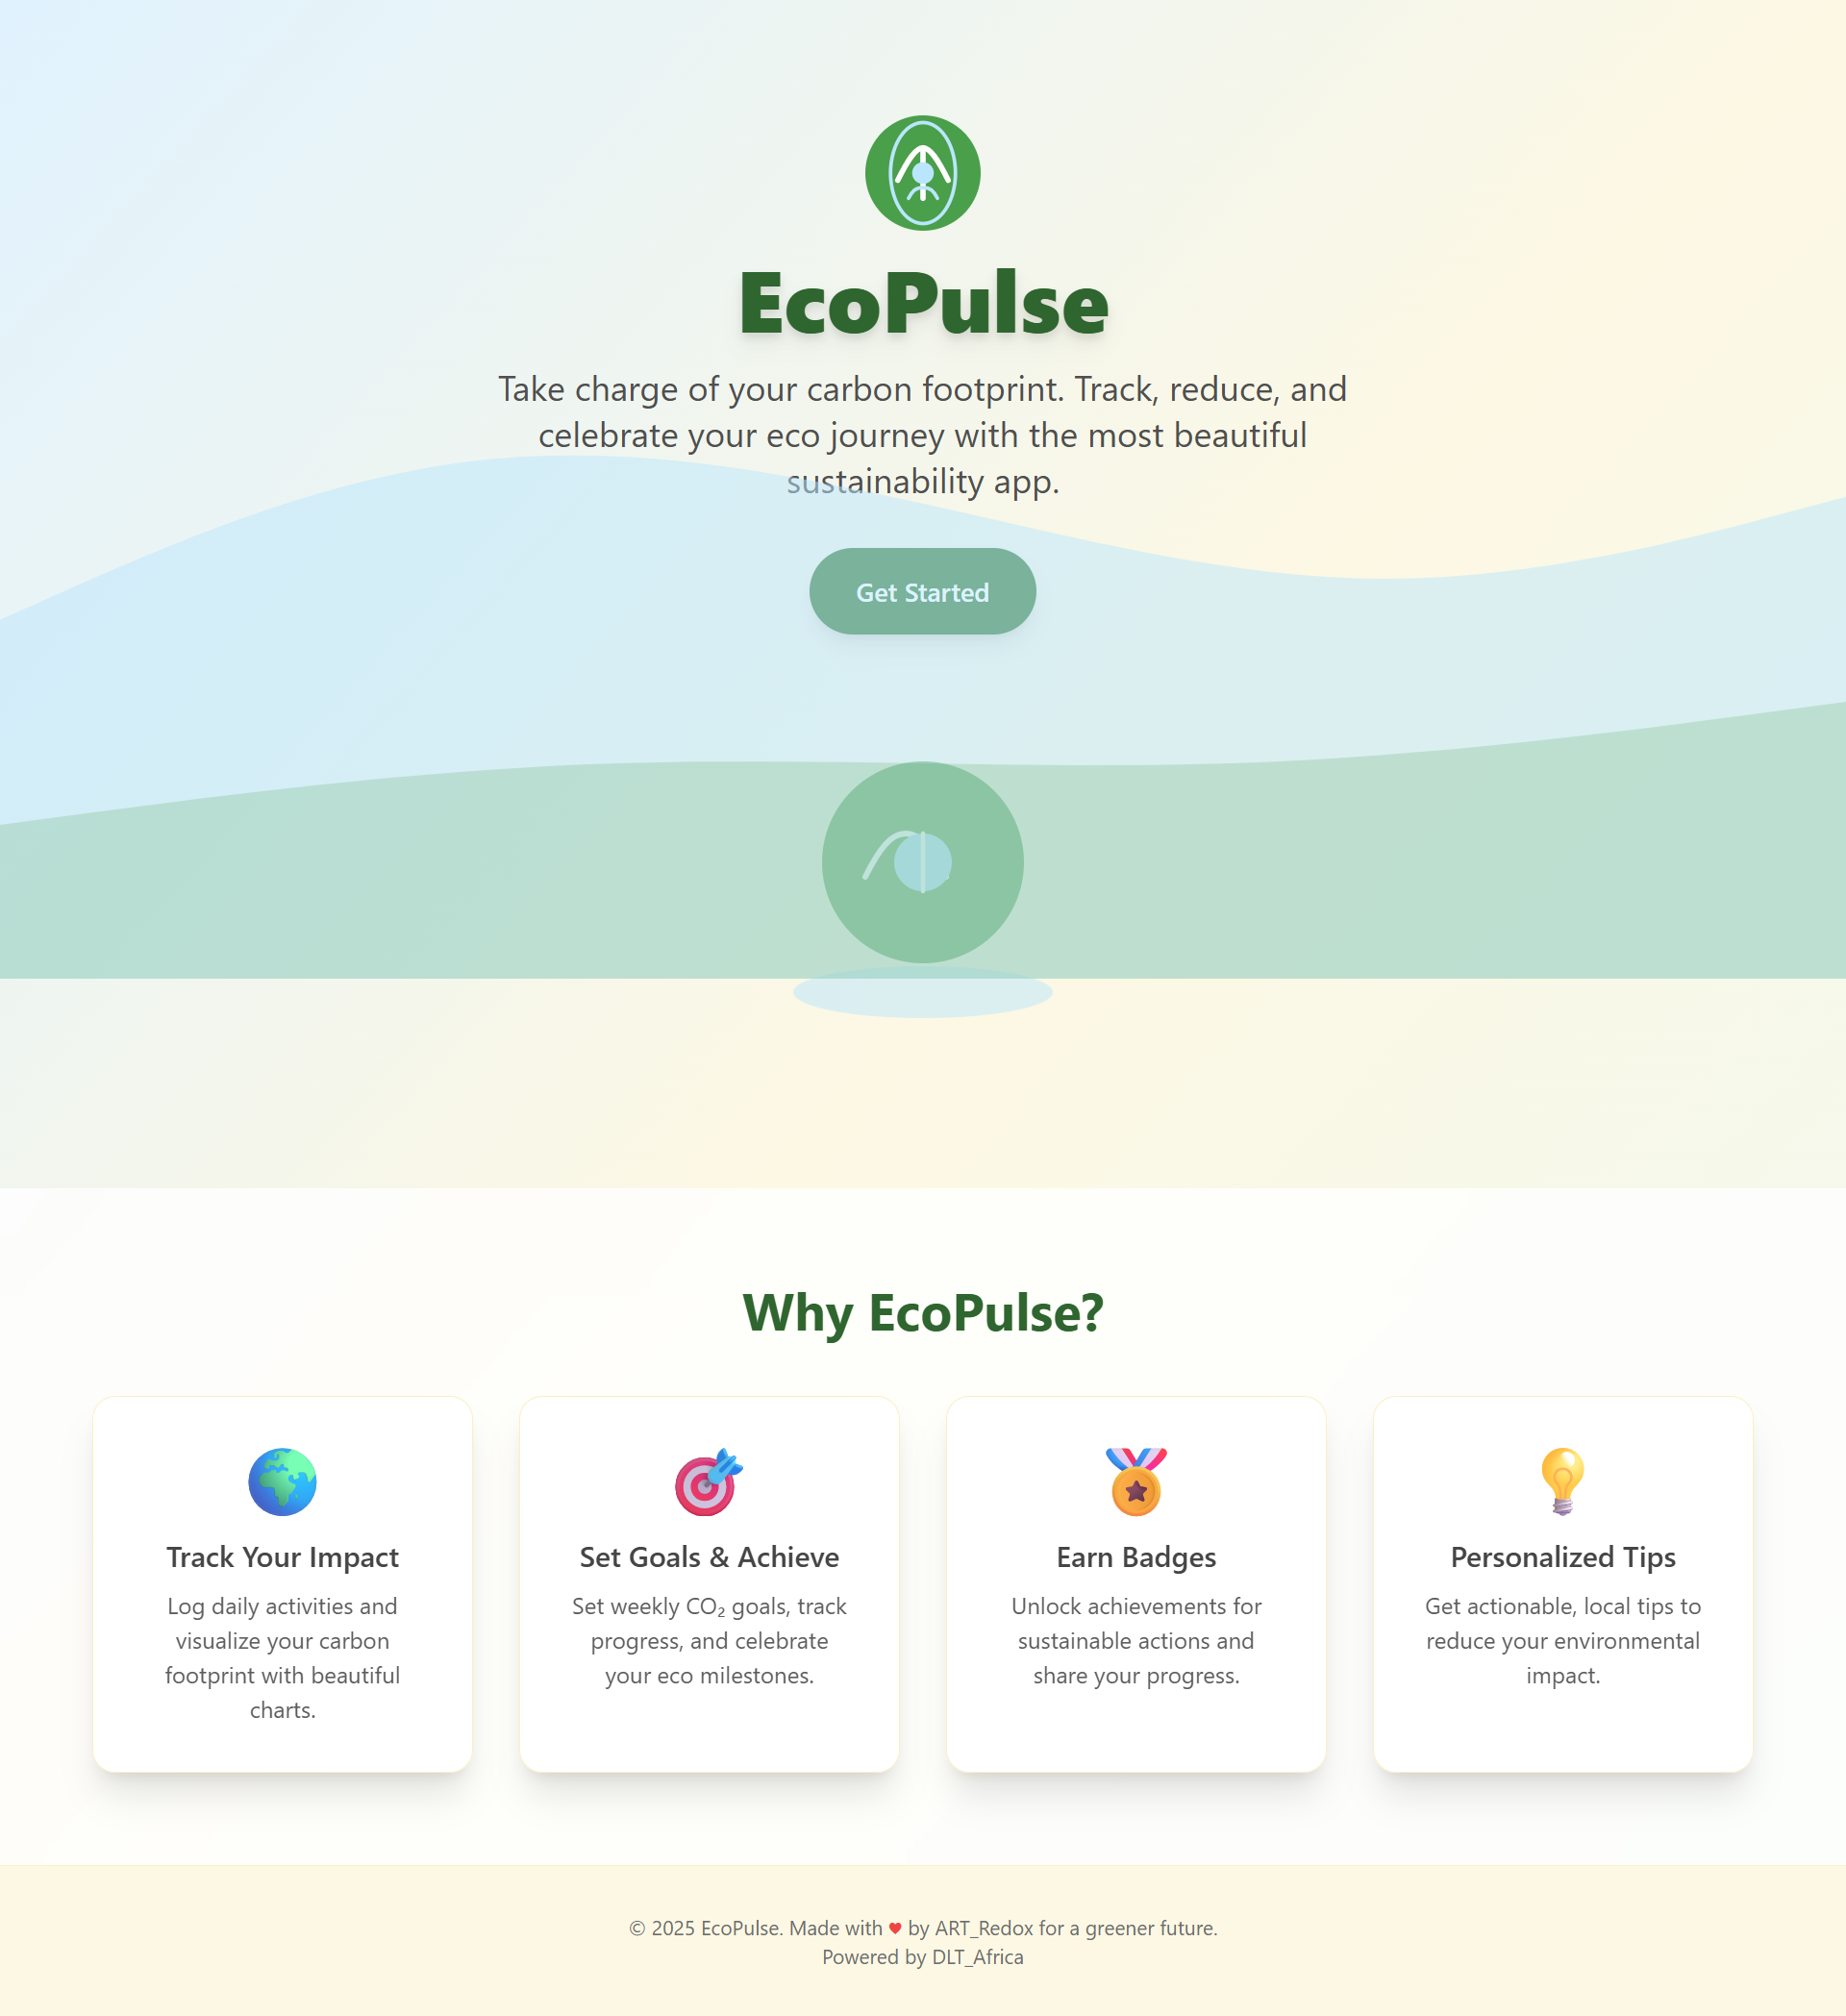 EcoPulse
Take charge of your carbon footprint. Track, reduce, and
celebrate your eco journey with the most beautiful
sustainability app.
Get Started
Why EcoPulse?
Track Your Impact
Log daily activities and
visualize your carbon
footprint with beautiful
charts.
Set Goals & Achieve
Set weekly CO₂ goals, track
progress, and celebrate
your eco milestones.
Earn Badges
Unlock achievements for
sustainable actions and
share your progress.
Personalized Tips
Get actionable, local tips to
reduce your environmental
impact.
© 2025 EcoPulse. Made with ♥ by ART_Redox for a greener future.
Powered by DLT_Africa